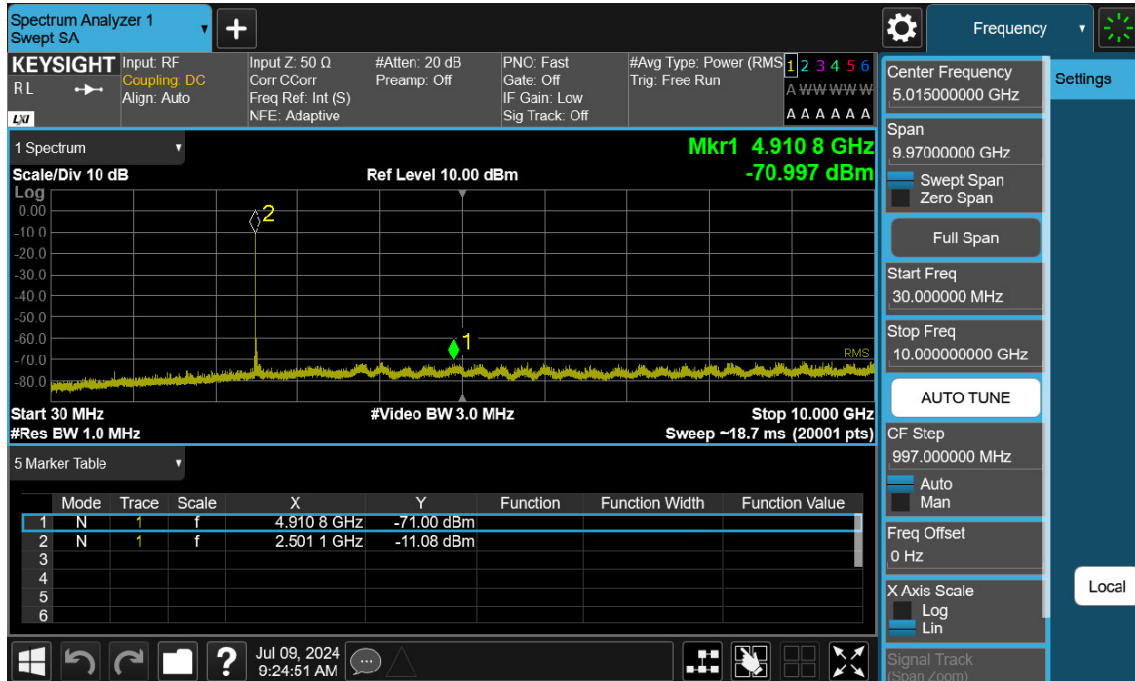 Spectrum Analyzer 1
Swept SA
+
Frequency
KEYSIGHT
R L
LXI
Input: RF
Coupling: DC
Align: Auto
Input Z: 50 Ω
Corr CCorr
Freq Ref: Int (S)
NFE: Adaptive
#Atten: 20 dB
Preamp: Off
PNO: Fast
Gate: Off
IF Gain: Low
Sig Track: Off
#Avg Type: Power (RMS
Trig: Free Run
1 2 3 4 5 6
A W W W W W
A A A A A A
1 Spectrum
Scale/Div 10 dB
Ref Level 10.00 dBm
Mkr1 4.910 8 GHz
-70.997 dBm
Log
0.00
-10.0
-20.0
-30.0
-40.0
-50.0
-60.0
-70.0
-80.0
2
1
RMS
Start 30 MHz
#Video BW 3.0 MHz
Stop 10.000 GHz
#Res BW 1.0 MHz
Sweep ~18.7 ms (20001 pts)
5 Marker Table
Mode Trace Scale X Y Function Function Width Function Value
1 N 1 f 4.910 8 GHz -71.00 dBm
2 N 1 f 2.501 1 GHz -11.08 dBm
3
4
5
6
?
Jul 09, 2024
9:24:51 AM
Center Frequency
5.015000000 GHz
Span
9.97000000 GHz
Swept Span
Zero Span
Full Span
Start Freq
30.000000 MHz
Stop Freq
10.000000000 GHz
AUTO TUNE
CF Step
997.000000 MHz
Auto
Man
Freq Offset
0 Hz
X Axis Scale
Log
Lin
Signal Track
(Span Zoom)
Settings
Local